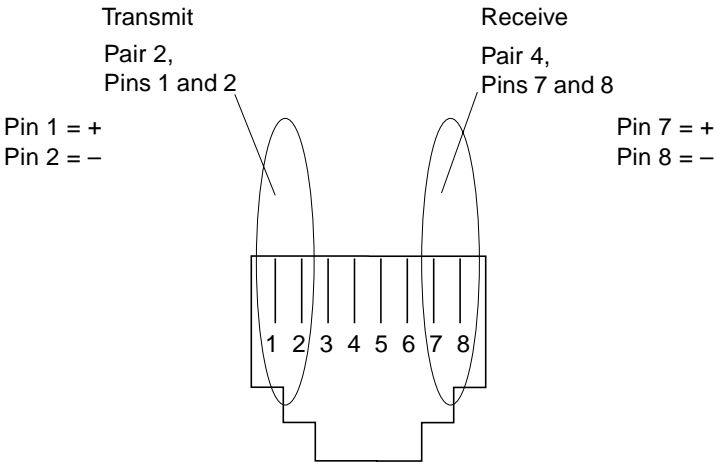 Transmit
Receive
Pair 2,
Pins 1 and 2
Pair 4,
Pins 7 and 8
Pin 1 = +
Pin 2 = –
Pin 7 = +
Pin 8 = –
1 2 3 4 5 6 7 8